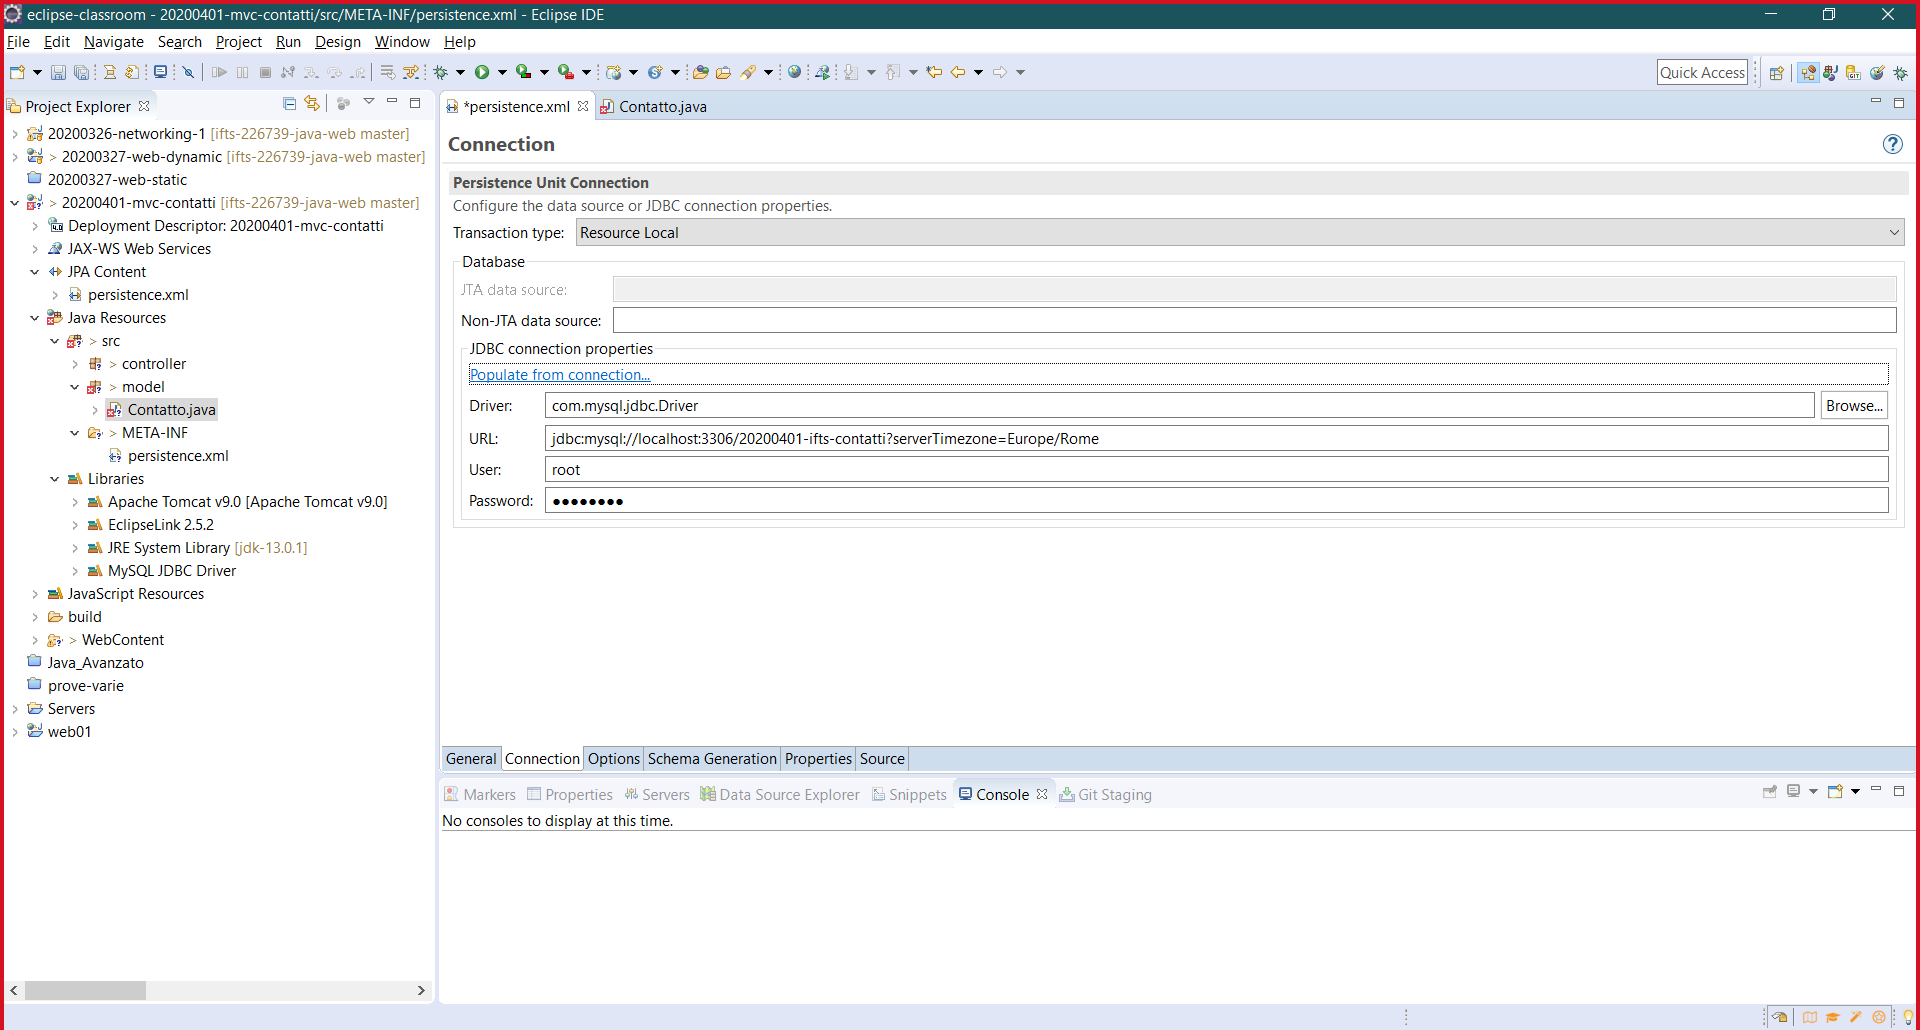 eclipse-classroom - 20200401-mvc-contatti/src/META-INF/persistence.xml - Eclipse IDE
File Edit Navigate Search Project Run Design Window Help
Quick Access
Project Explorer
20200326-networking-1 [ifts-226739-java-web master]
> 20200327-web-dynamic [ifts-226739-java-web master]
20200327-web-static
> 20200401-mvc-contatti [ifts-226739-java-web master]
Deployment Descriptor: 20200401-mvc-contatti
JAX-WS Web Services
JPA Content
persistence.xml
Java Resources
> src
> controller
> model
Contatto.java
> META-INF
persistence.xml
Libraries
Apache Tomcat v9.0 [Apache Tomcat v9.0]
EclipseLink 2.5.2
JRE System Library [jdk-13.0.1]
MySQL JDBC Driver
JavaScript Resources
build
> WebContent
Java_Avanzato
prove-varie
Servers
web01
*persistence.xml Contatto.java
Connection
Persistence Unit Connection
Configure the data source or JDBC connection properties.
Transaction type: Resource Local
Database
JTA data source:
Non-JTA data source:
JDBC connection properties
Populate from connection...
Driver: com.mysql.jdbc.Driver Browse...
URL: jdbc:mysql://localhost:3306/20200401-ifts-contatti?serverTimezone=Europe/Rome
User: root
Password: ●●●●●●●●
General Connection Options Schema Generation Properties Source
Markers Properties Servers Data Source Explorer Snippets Console Git Staging
No consoles to display at this time.